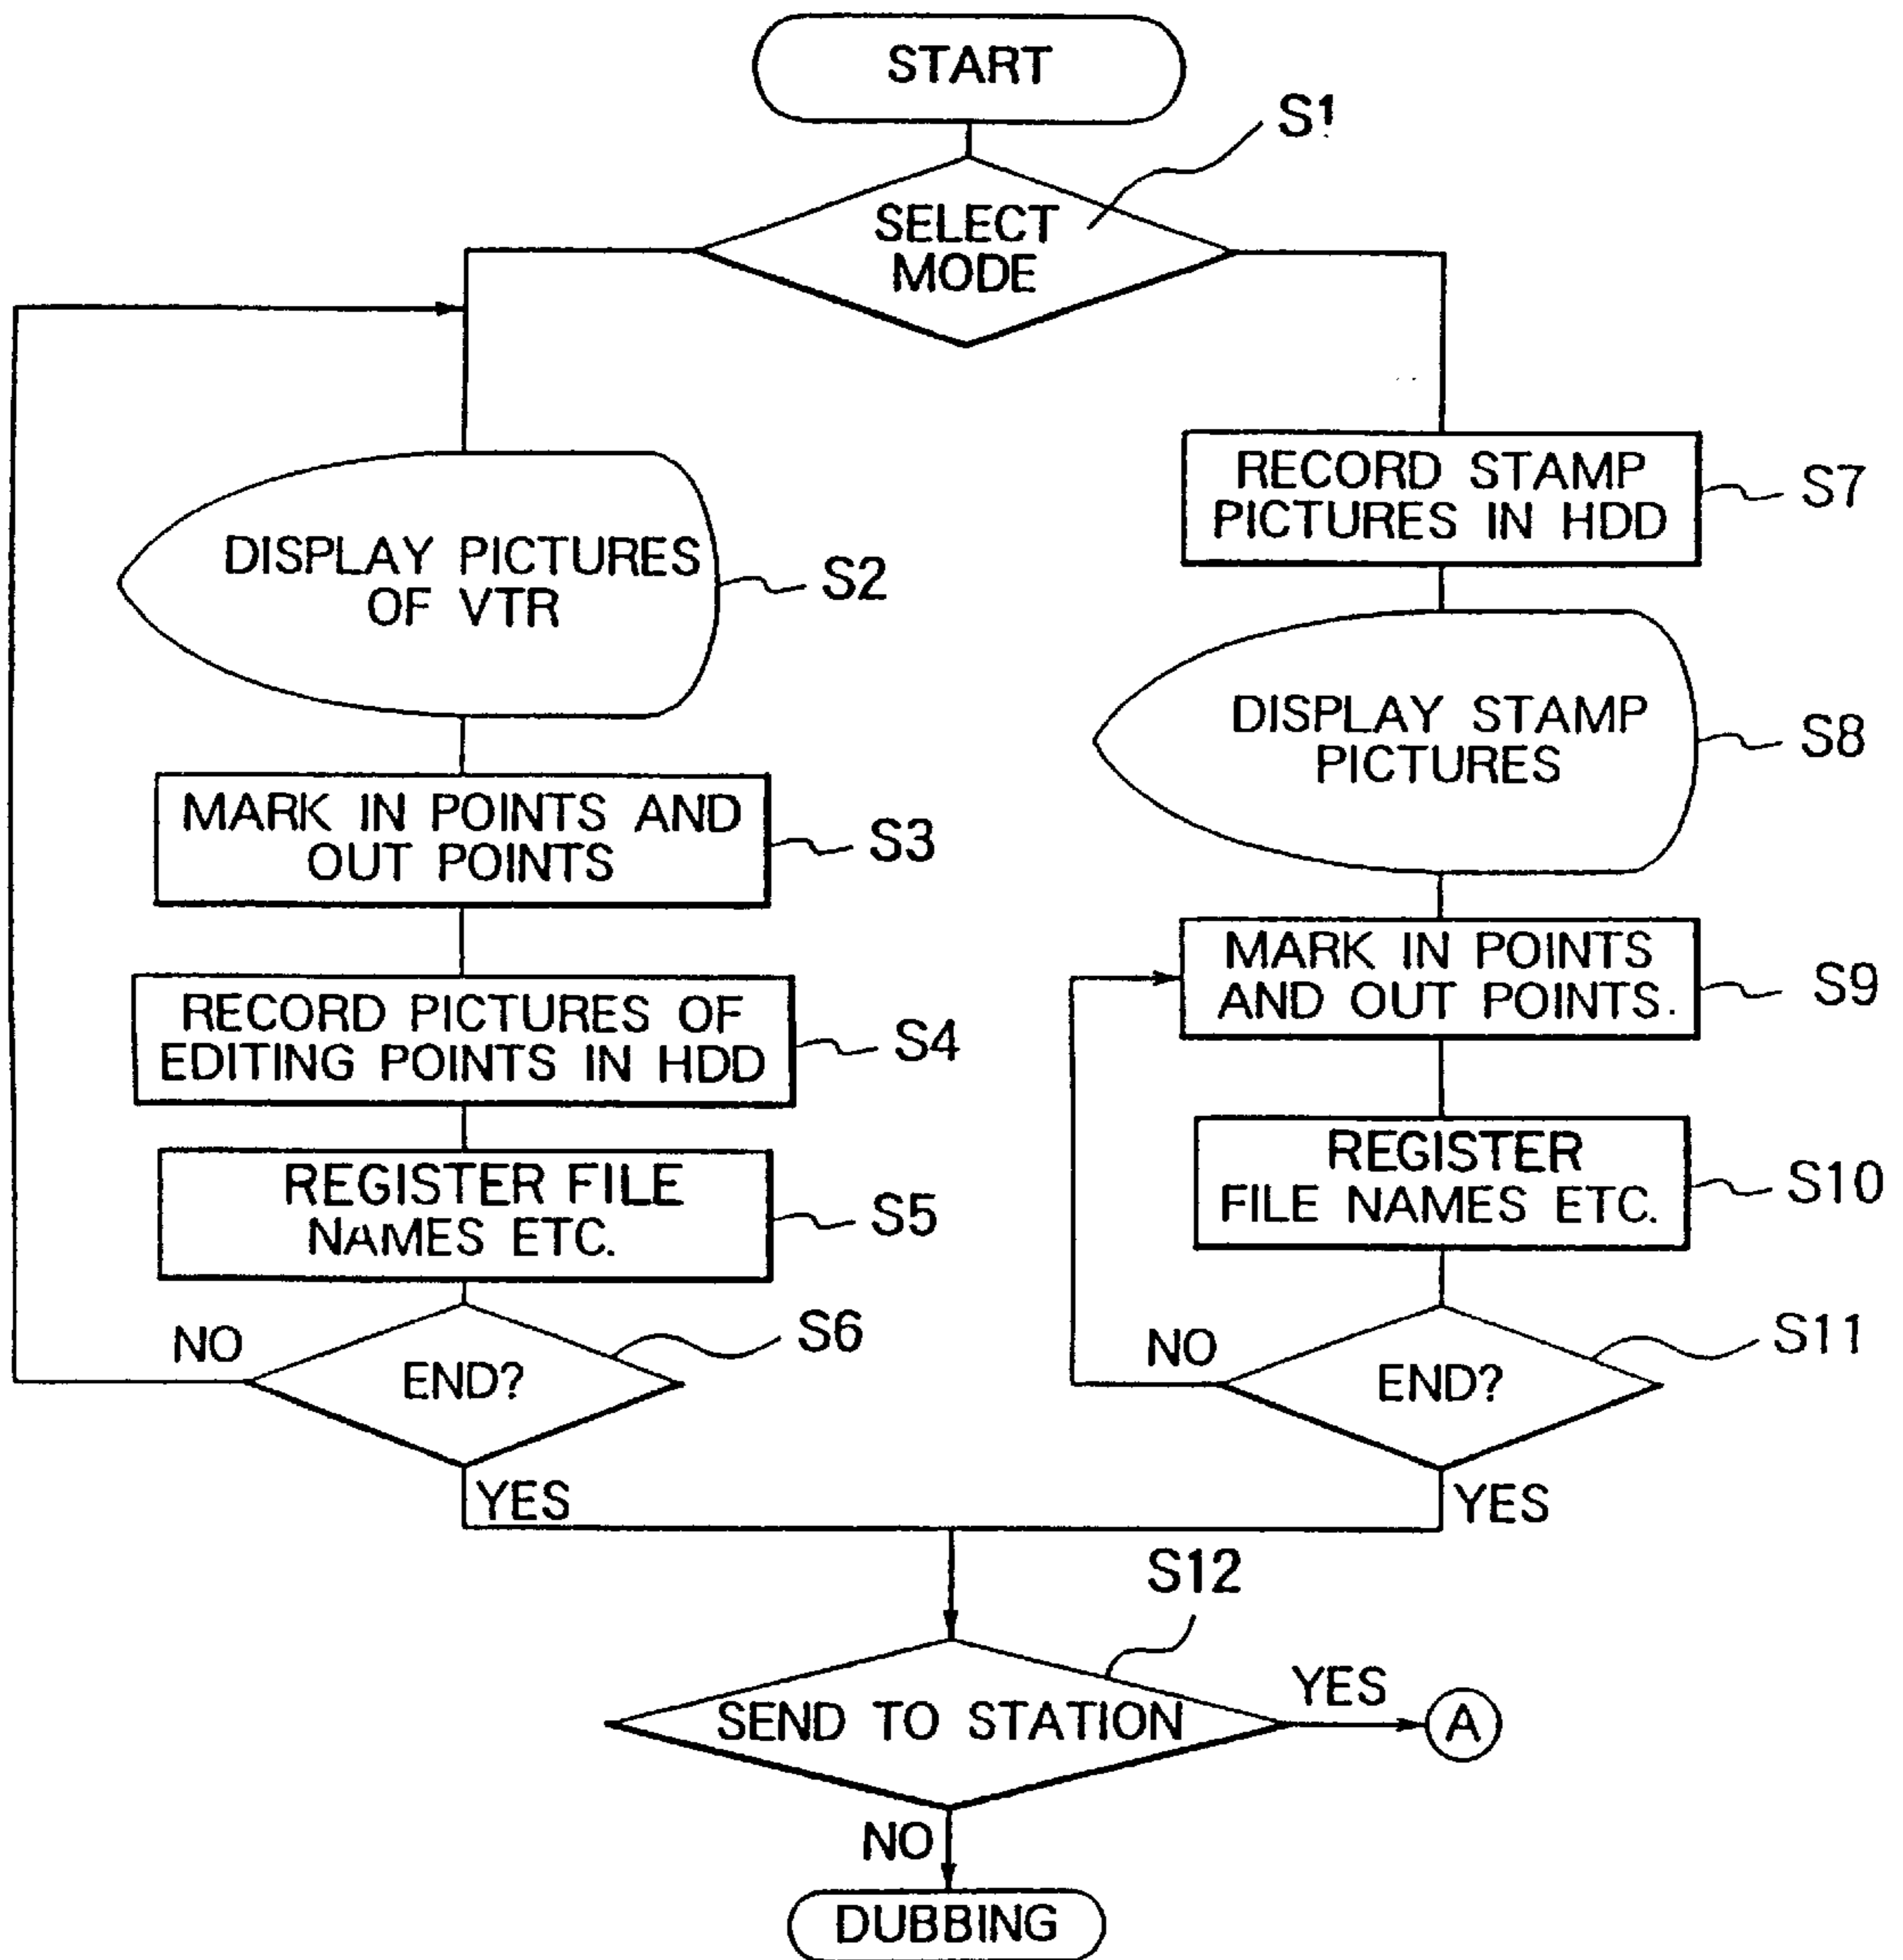 START
S1
SELECT
MODE
DISPLAY PICTURES
OF VTR
S2
MARK IN POINTS AND
OUT POINTS
S3
RECORD PICTURES OF
EDITING POINTS IN HDD
S4
REGISTER FILE
NAMES ETC.
S5
S6
NO
END?
YES
RECORD STAMP
PICTURES IN HDD
S7
DISPLAY STAMP
PICTURES
S8
MARK IN POINTS
AND OUT POINTS.
S9
REGISTER
FILE NAMES ETC.
S10
S11
NO
END?
YES
S12
SEND TO STATION
YES
A
NO
DUBBING